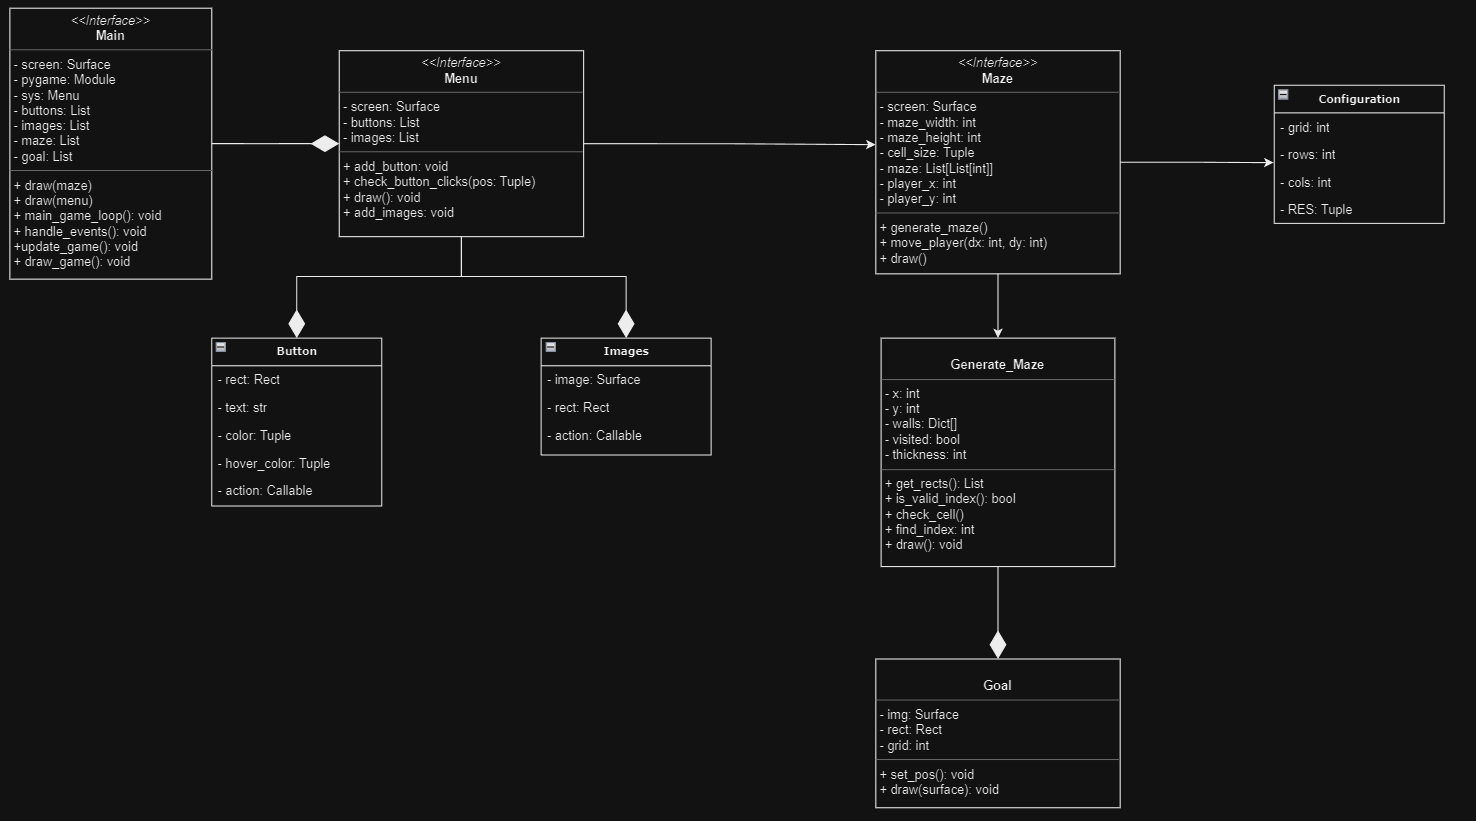 <<Interface>>
Main
- screen: Surface
- pygame: Module
- sys: Menu
- buttons: List
- images: List
- maze: List
- goal: List
+ draw(maze)
+ draw(menu)
+ main_game_loop(): void
+ handle_events(): void
+update_game(): void
+ draw_game(): void
<<Interface>>
Menu
- screen: Surface
- buttons: List
- images: List
+ add_button: void
+ check_button_clicks(pos: Tuple)
+ draw(): void
+ add_images: void
<<Interface>>
Maze
- screen: Surface
- maze_width: int
- maze_height: int
- cell_size: Tuple
- maze: List[List[int]]
- player_x: int
- player_y: int
+ generate_maze()
+ move_player(dx: int, dy: int)
+ draw()
Configuration
- grid: int
- rows: int
- cols: int
- RES: Tuple
Button
- rect: Rect
- text: str
- color: Tuple
- hover_color: Tuple
- action: Callable
Images
- image: Surface
- rect: Rect
- action: Callable
Generate_Maze
- x: int
- y: int
- walls: Dict[]
- visited: bool
- thickness: int
+ get_rects(): List
+ is_valid_index(): bool
+ check_cell()
+ find_index: int
+ draw(): void
Goal
- img: Surface
- rect: Rect
- grid: int
+ set_pos(): void
+ draw(surface): void